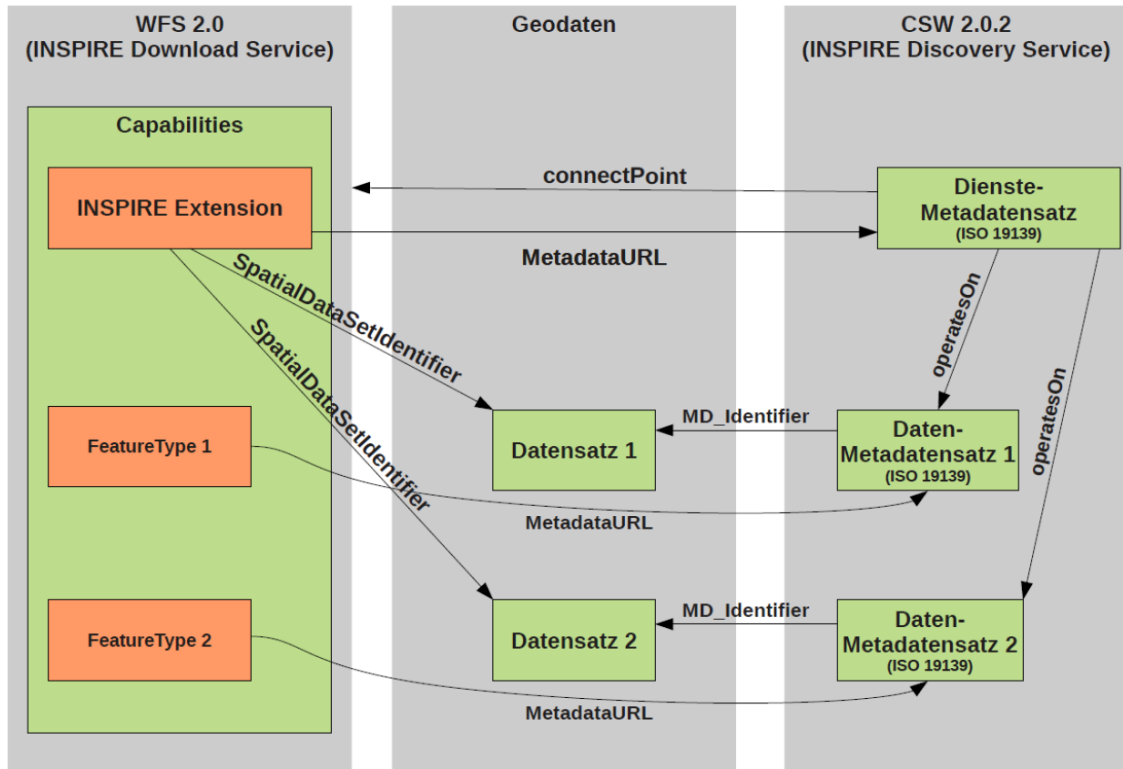 WFS 2.0
(INSPIRE Download Service)
Geodaten
CSW 2.0.2
(INSPIRE Discovery Service)
Capabilities
INSPIRE Extension
connectPoint
Dienste-
Metadatensatz
(ISO 19139)
MetadataURL
SpatialDataSetIdentifier
SpatialDataSetIdentifier
operatesOn
operatesOn
FeatureType 1
Datensatz 1
MD_Identifier
Daten-
Metadatensatz 1
(ISO 19139)
MetadataURL
FeatureType 2
Datensatz 2
MD_Identifier
Daten-
Metadatensatz 2
(ISO 19139)
MetadataURL